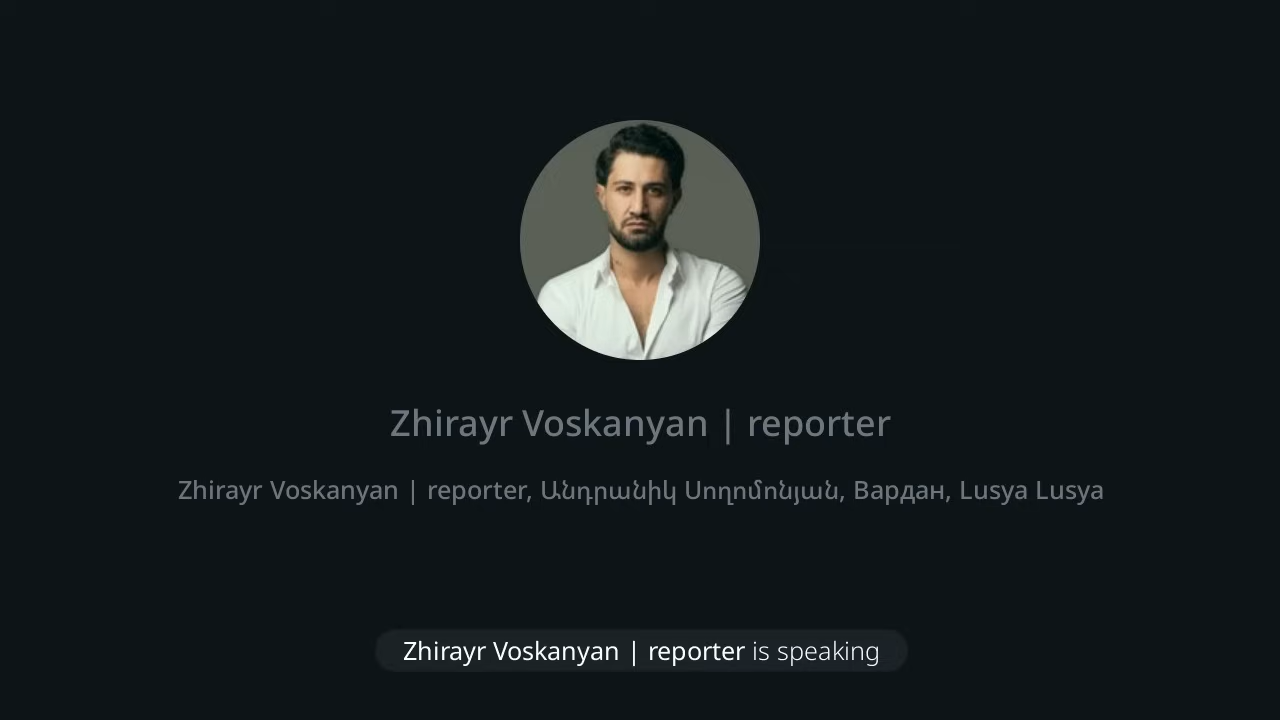 Zhirayr Voskanyan | reporter
Zhirayr Voskanyan | reporter, Անդրանիկ Սողոմոնյան, Вардан, Lusya Lusya
Zhirayr Voskanyan | reporter is speaking